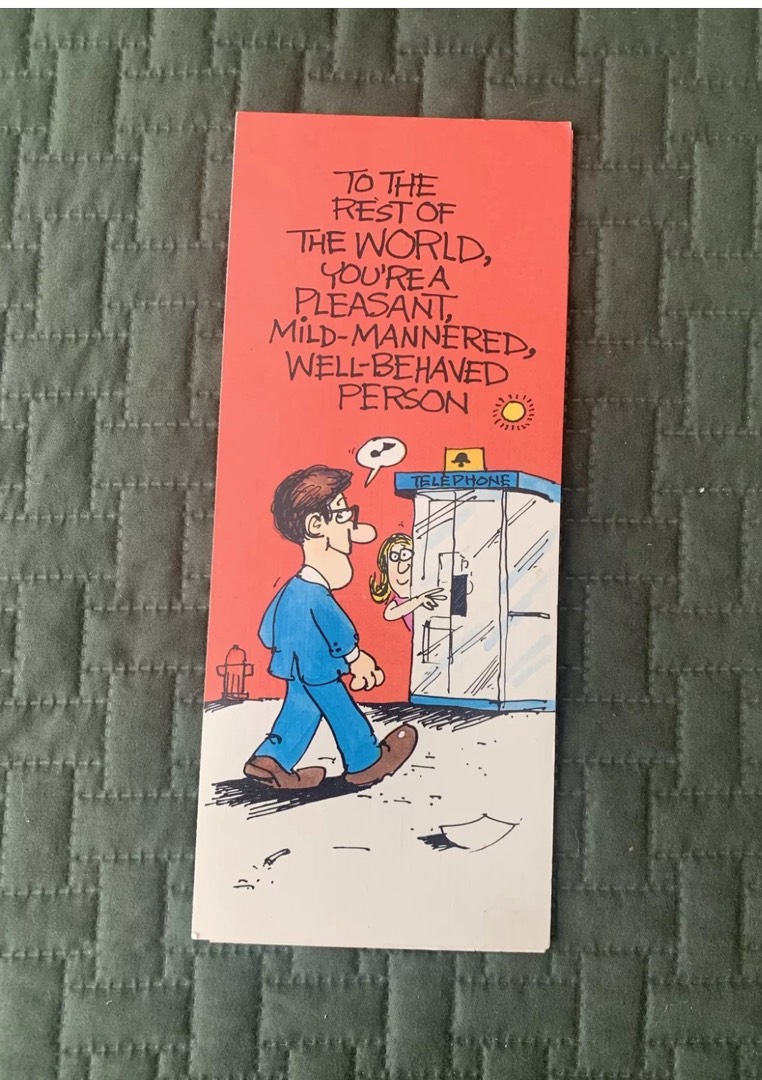 TO THE
REST OF
THE WORLD,
YOU'RE A
PLEASANT,
MiLD-MANNERED,
WELL-BEHAVED
PERSON
TELEPHONE